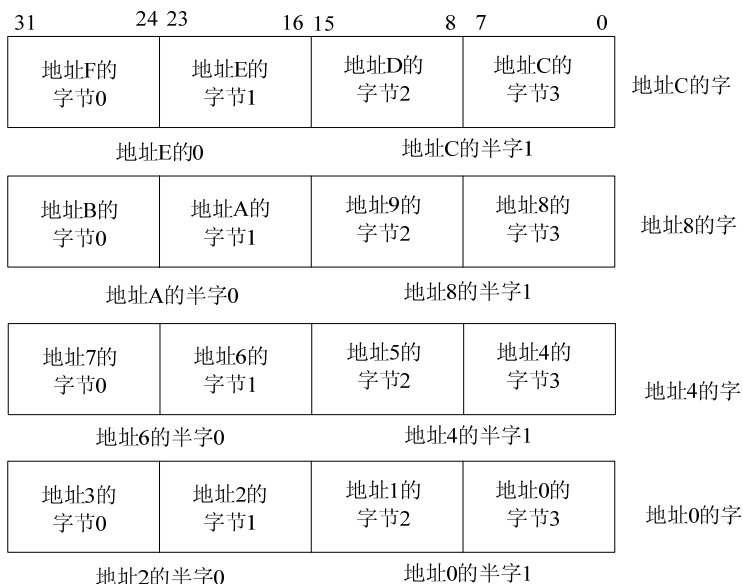 31 24 23 16 15 8 7 0
地址F的 地址E的 地址D的 地址C的
字节0 字节1 字节2 字节3
地址C的字
地址E的0 地址C的半字1
地址B的 地址A的 地址9的 地址8的
字节0 字节1 字节2 字节3
地址8的字
地址A的半字0 地址8的半字1
地址7的 地址6的 地址5的 地址4的
字节0 字节1 字节2 字节3
地址4的字
地址6的半字0 地址4的半字1
地址3的 地址2的 地址1的 地址0的
字节0 字节1 字节2 字节3
地址0的字
地址2的半字0 地址0的半字1